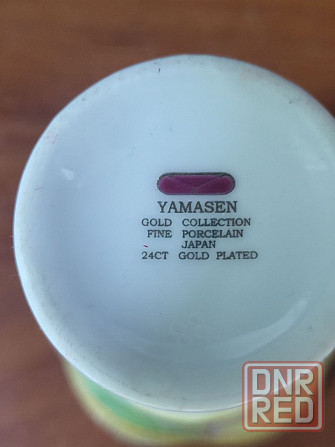 YAMASEN
GOLD COLLECTION
FINE PORCELAIN
JAPAN
24CT GOLD PLATED
DNR
RED